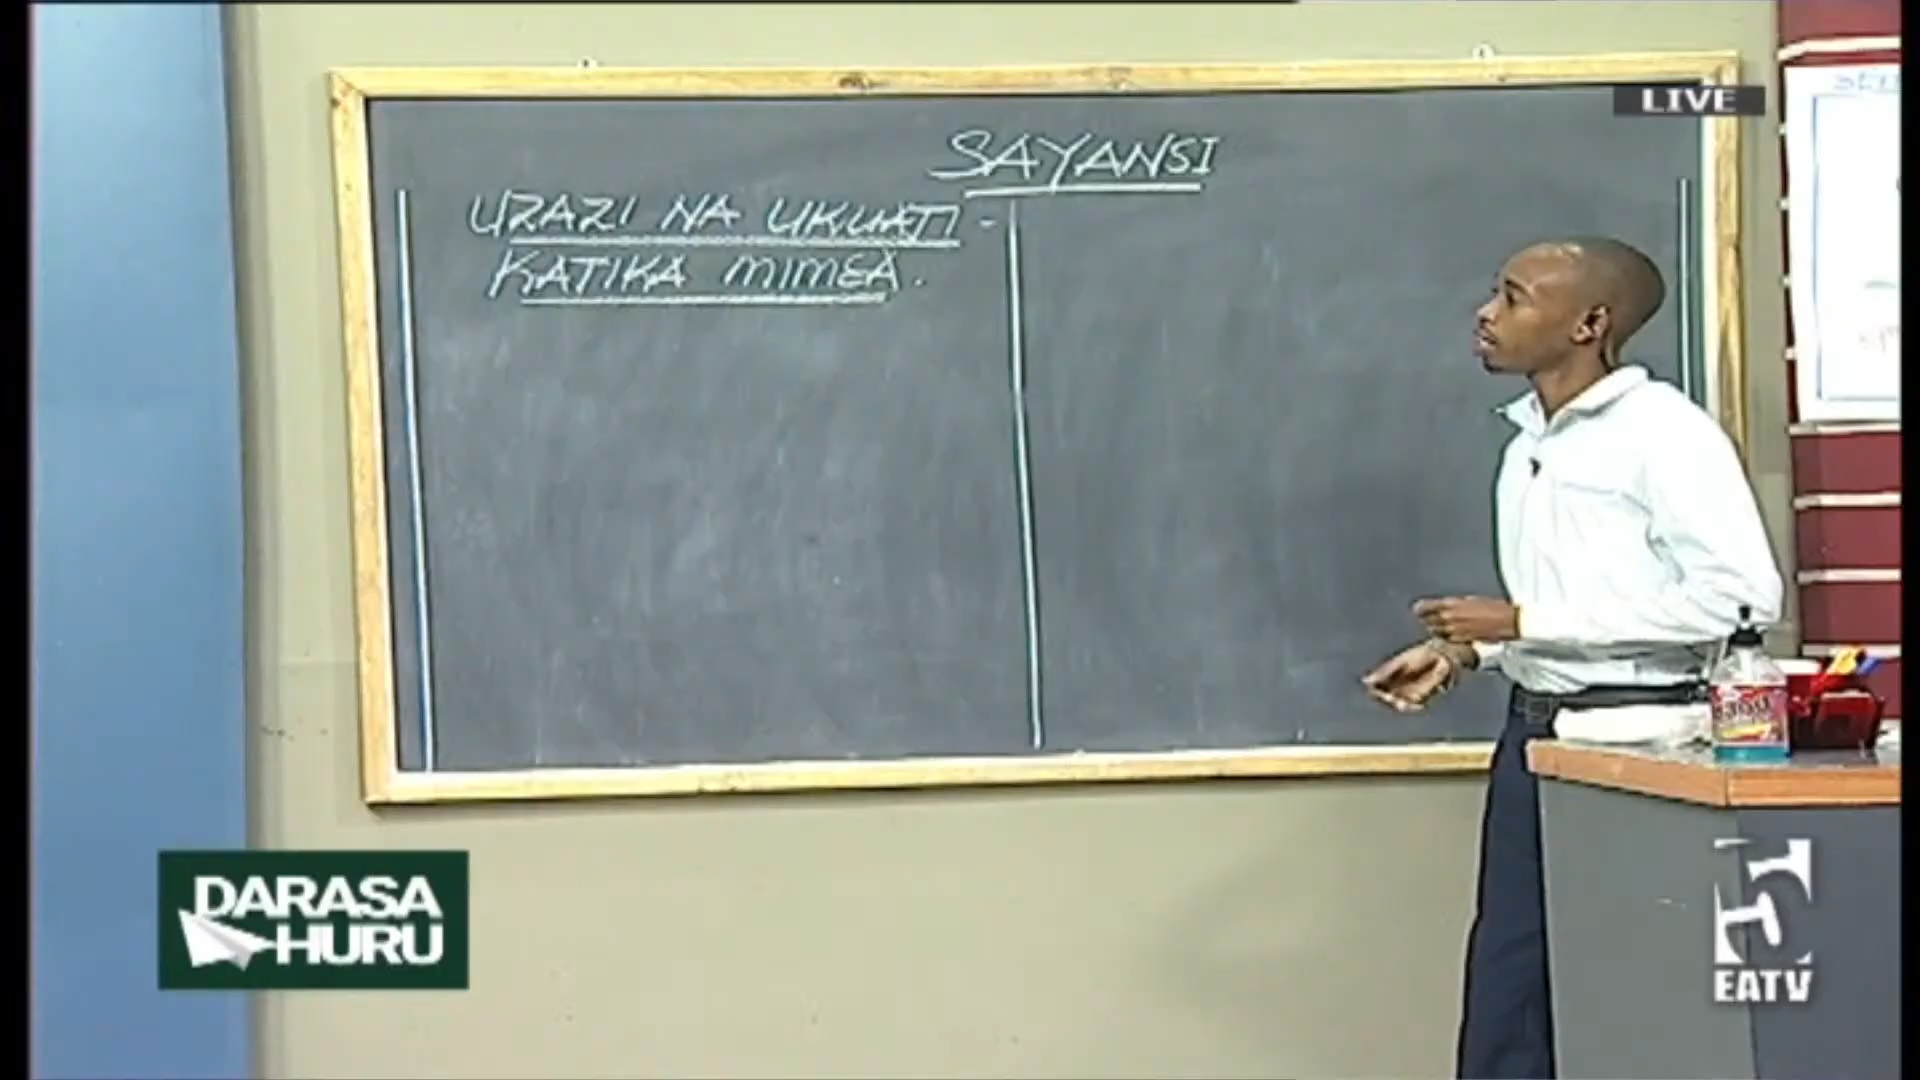 LIVE
SAYANSI
UZAZI NA UKUAJI -
KATIKA MIMEA.
DARASA
HURU
EATV